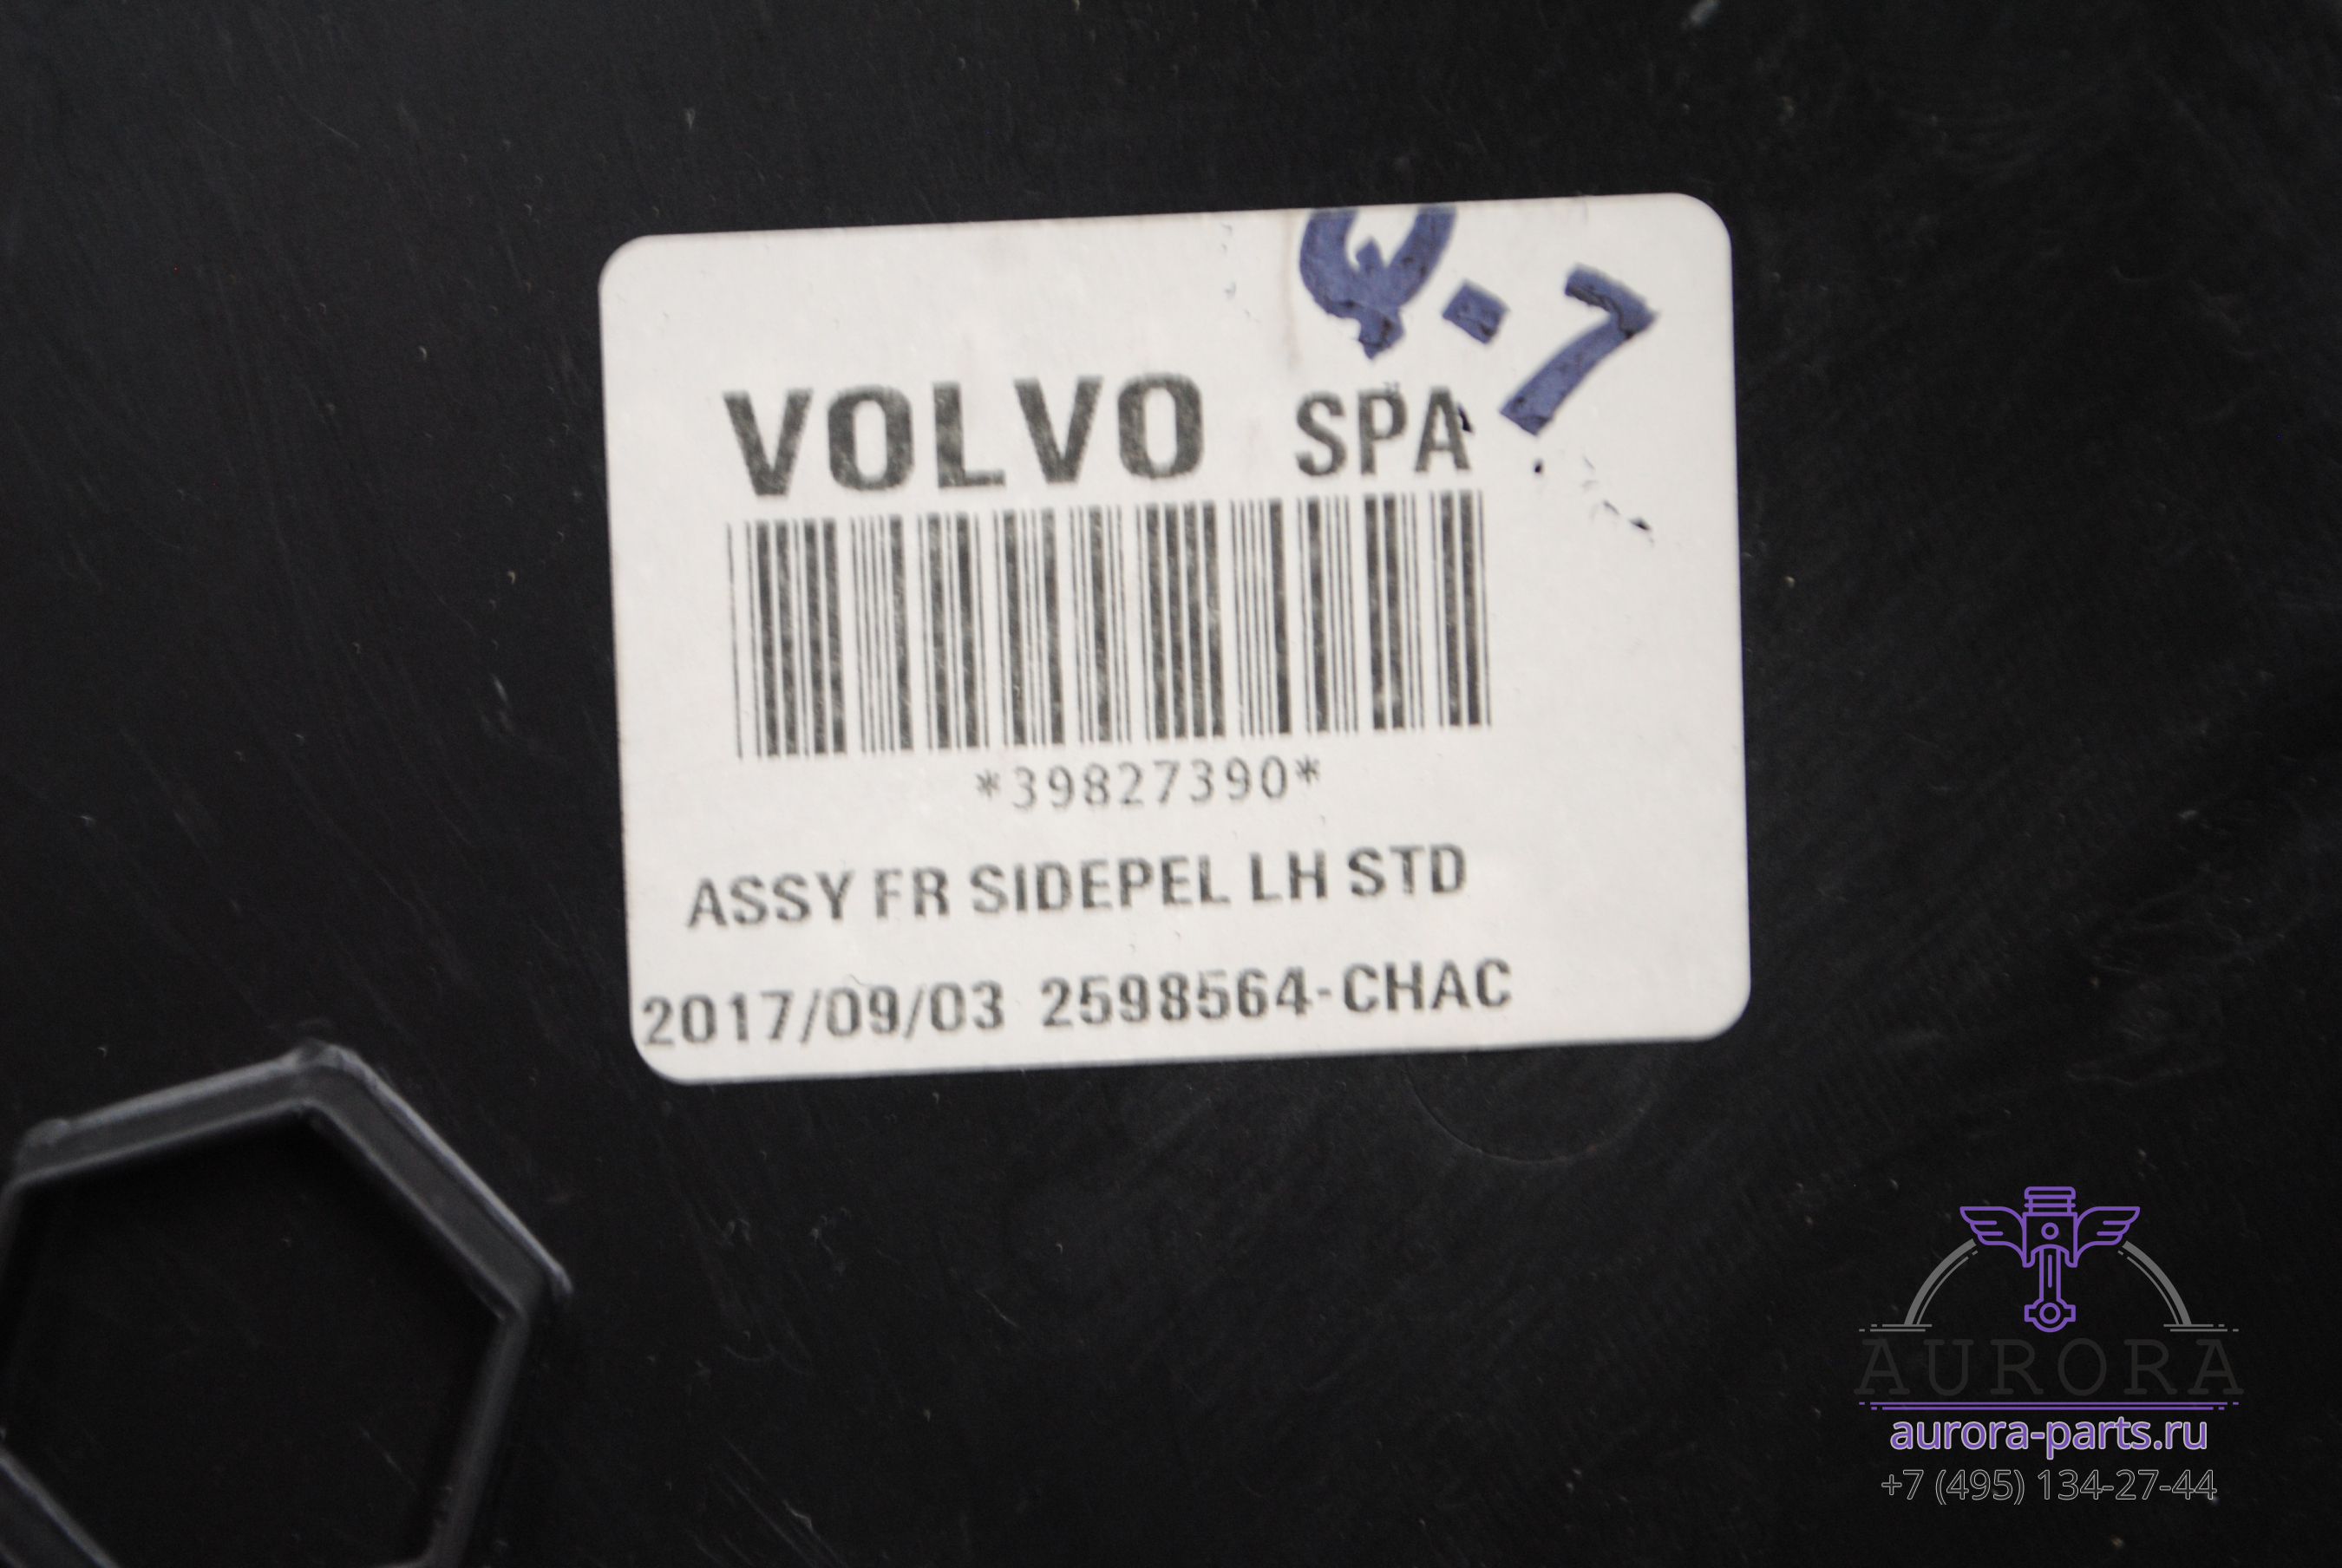 Q.7
VOLVO SPA
*39827390*
ASSY FR SIDEPEL LH STD
2017/09/03 2598564-CHAC
AURORA
aurora-parts.ru
+7 (495) 134-27-44